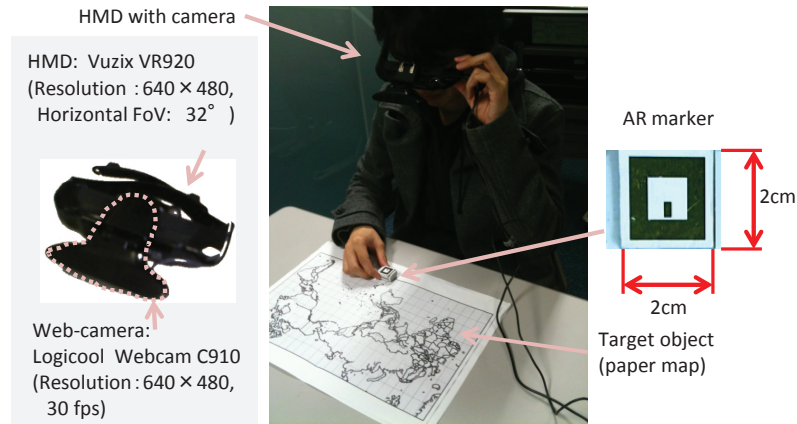 HMD with camera
HMD: Vuzix VR920
(Resolution : 640 × 480,
Horizontal FoV: 32° )
Web-camera:
Logicool Webcam C910
(Resolution : 640 × 480,
30 fps)
AR marker
2cm
2cm
Target object
(paper map)